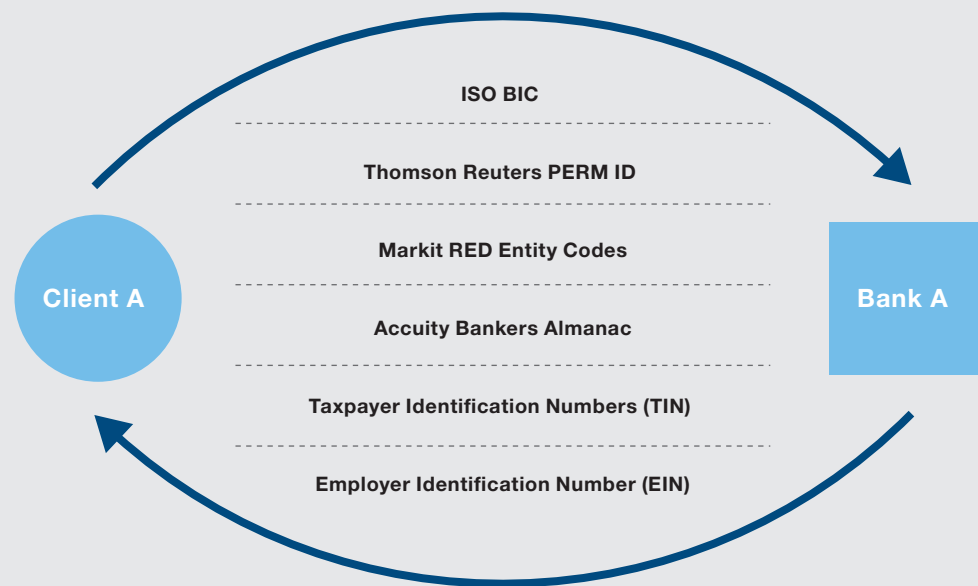 ISO BIC
Thomson Reuters PERM ID
Markit RED Entity Codes
Client A
Bank A
Accuity Bankers Almanac
Taxpayer Identification Numbers (TIN)
Employer Identification Number (EIN)